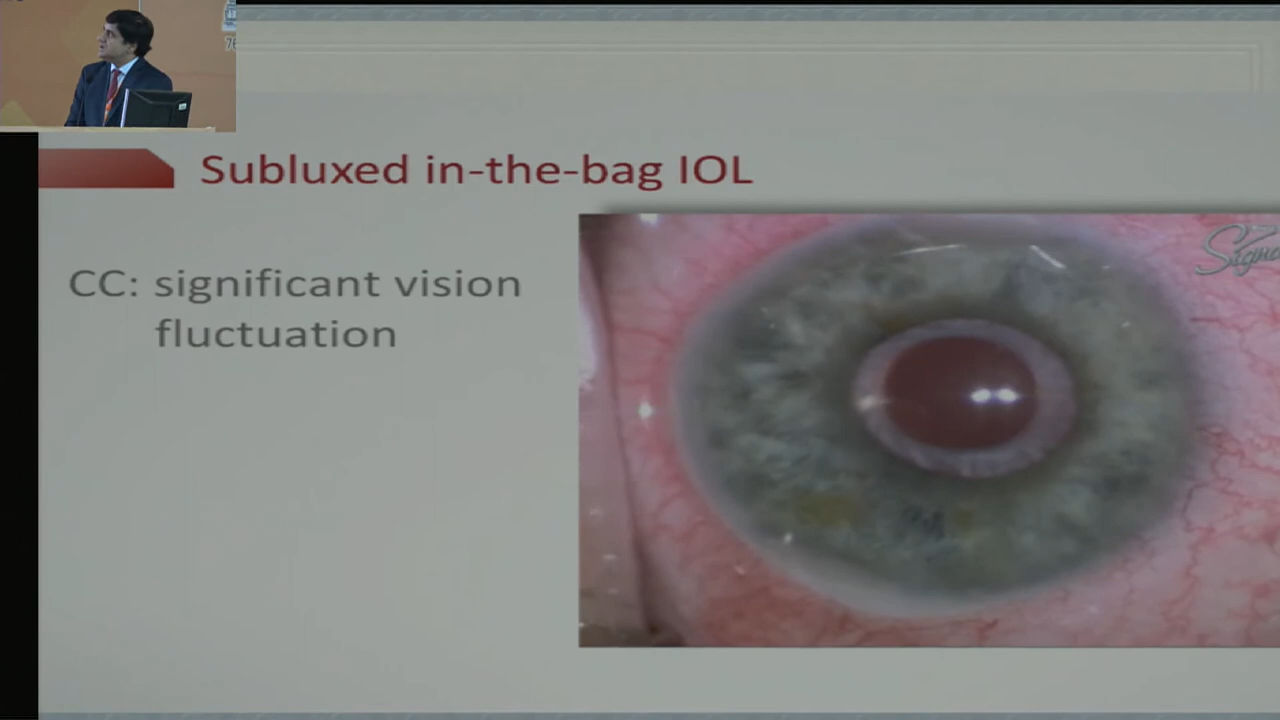 Subluxed in-the-bag IOL
CC: significant vision
fluctuation